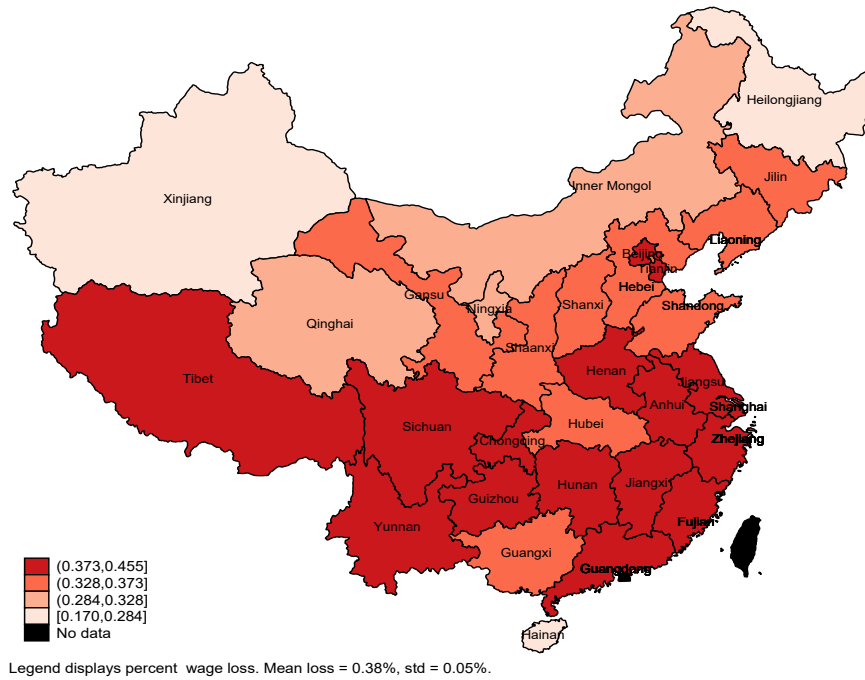 Heilongjiang
Jilin
Inner Mongol
Xinjiang
Liaoning
Beijing
Tianjin
Hebei
Gansu
Ningxia
Shanxi
Shandong
Qinghai
Shaanxi
Henan
Tibet
Jiangsu
Anhui
Shanghai
Sichuan
Hubei
Chongqing
Zhejiang
Guizhou
Hunan
Jiangxi
Yunnan
Fujian
Guangxi
Guangdong
Hainan
(0.373,0.455]
(0.328,0.373]
(0.284,0.328]
[0.170,0.284]
No data
Legend displays percent wage loss. Mean loss = 0.38%, std = 0.05%.